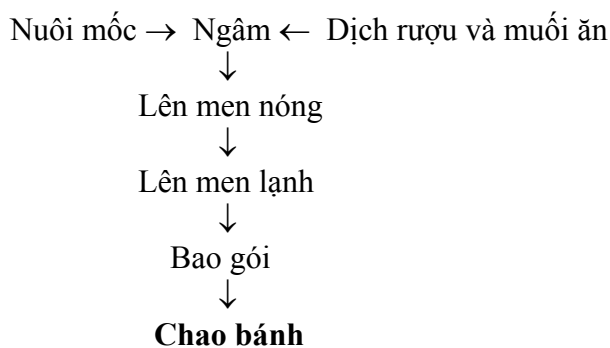 Nuôi mốc → Ngâm ← Dịch rượu và muối ăn
↓
Lên men nóng
↓
Lên men lạnh
↓
Bao gói
↓
Chao bánh